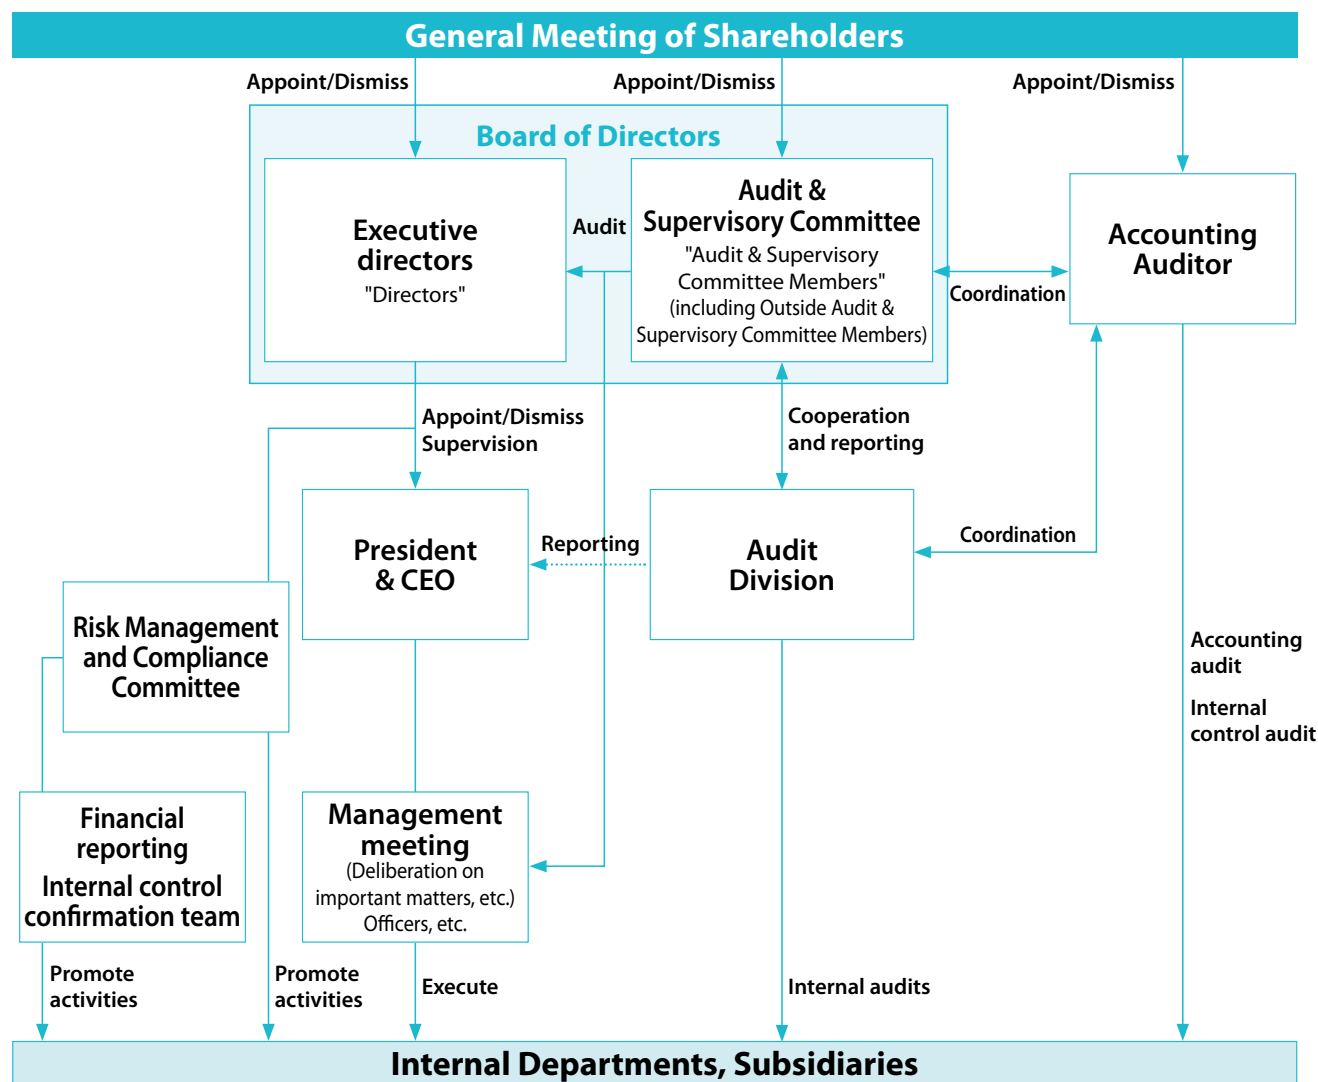 General Meeting of Shareholders
Appoint/Dismiss
Appoint/Dismiss
Appoint/Dismiss
Board of Directors
Executive
directors
"Directors"
Audit
Audit &
Supervisory Committee
"Audit & Supervisory
Committee Members"
(including Outside Audit &
Supervisory Committee Members)
Coordination
Accounting
Auditor
Appoint/Dismiss
Supervision
Cooperation
and reporting
President
& CEO
Reporting
Audit
Division
Coordination
Risk Management
and Compliance
Committee
Accounting
audit
Internal
control audit
Financial
reporting
Internal control
confirmation team
Management
meeting
(Deliberation on
important matters, etc.)
Officers, etc.
Promote
activities
Promote
activities
Execute
Internal audits
Internal Departments, Subsidiaries